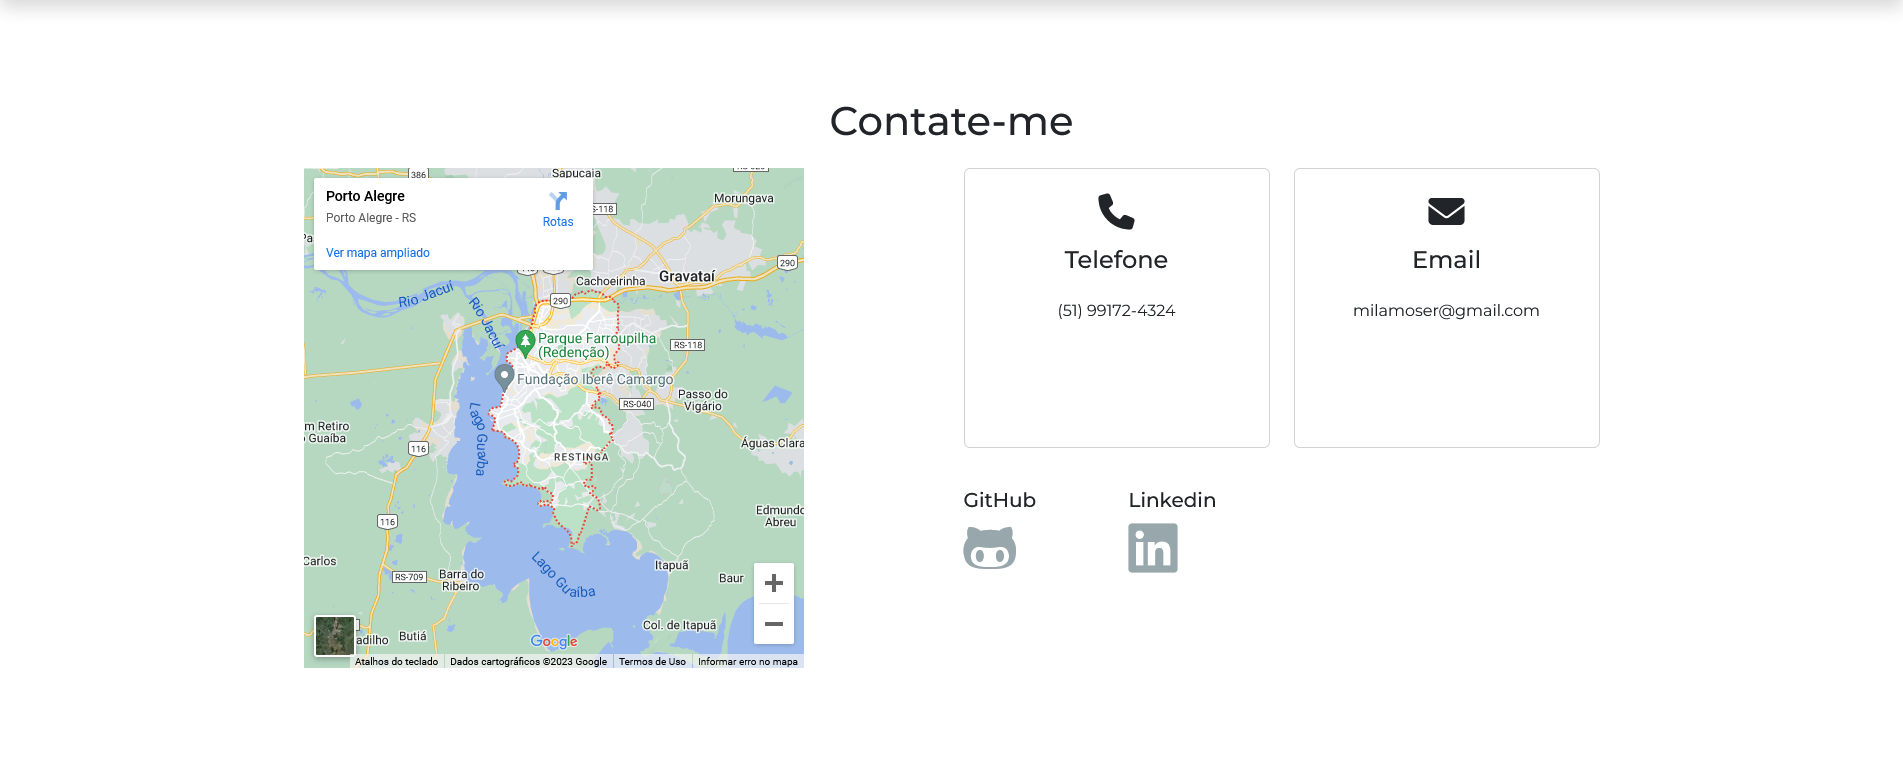 Contate-me
386
Sapucaia
Porto Alegre
Porto Alegre - RS
Rotas
Ver mapa ampliado
S-118
Morungava
290
Gravataí
Cachoeirinha
Rio Jacuí
Rio Jacuí
290
Parque Farroupilha
(Redenção)
RS-118
Fundação Iberê Camargo
Passo do
Vigário
RS-040
Lago Guaíba
m Retiro
Guaíba
116
Águas Clara
RESTINGA
116
Edmundo
Abreu
Carlos
RS-709
Barra do
Ribeiro
Lago Guaíba
Itapuã
Baur
adilho
Butiá
Col. de Itapuã
Google
Atalhos do teclado
Dados cartográficos ©2023 Google
Termos de Uso
Informar erro no mapa
Telefone
(51) 99172-4324
Email
milamoser@gmail.com
GitHub
Linkedin
in